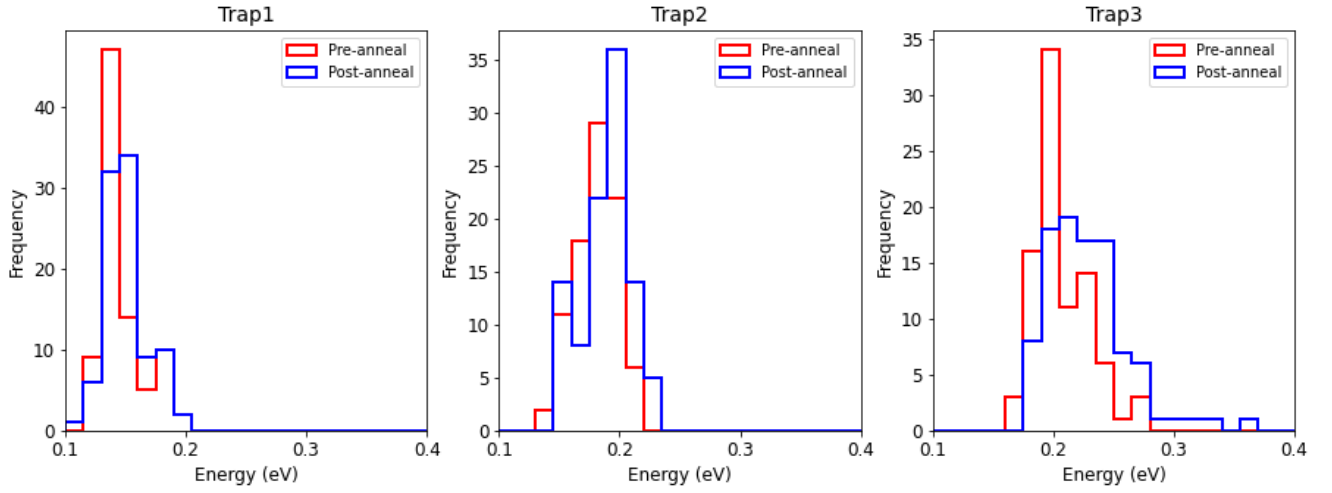 Trap1
Pre-anneal
Post-anneal
40
30
20
10
0
0.1
0.2
0.3
0.4
Frequency
Energy (eV)
Trap2
Pre-anneal
Post-anneal
35
30
25
20
15
10
5
0
0.1
0.2
0.3
0.4
Frequency
Energy (eV)
Trap3
Pre-anneal
Post-anneal
35
30
25
20
15
10
5
0
0.1
0.2
0.3
0.4
Frequency
Energy (eV)